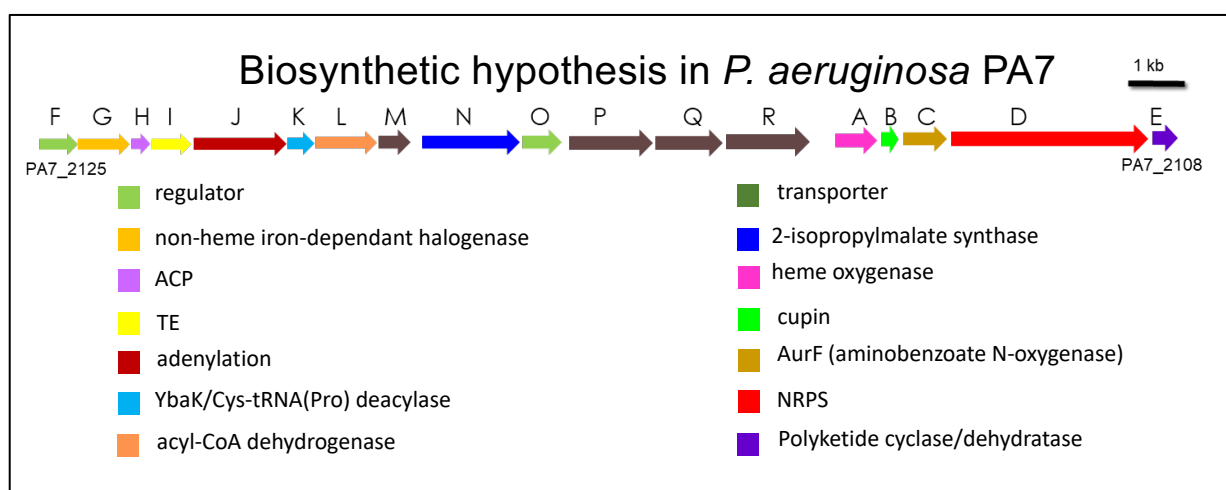 Biosynthetic hypothesis in P. aeruginosa PA7
1 kb
F G H I J K L M N O P Q R A B C D E
PA7_2125
PA7_2108
regulator
non-heme iron-dependant halogenase
ACP
TE
adenylation
YbaK/Cys-tRNA(Pro) deacylase
acyl-CoA dehydrogenase
transporter
2-isopropylmalate synthase
heme oxygenase
cupin
AurF (aminobenzoate N-oxygenase)
NRPS
Polyketide cyclase/dehydratase